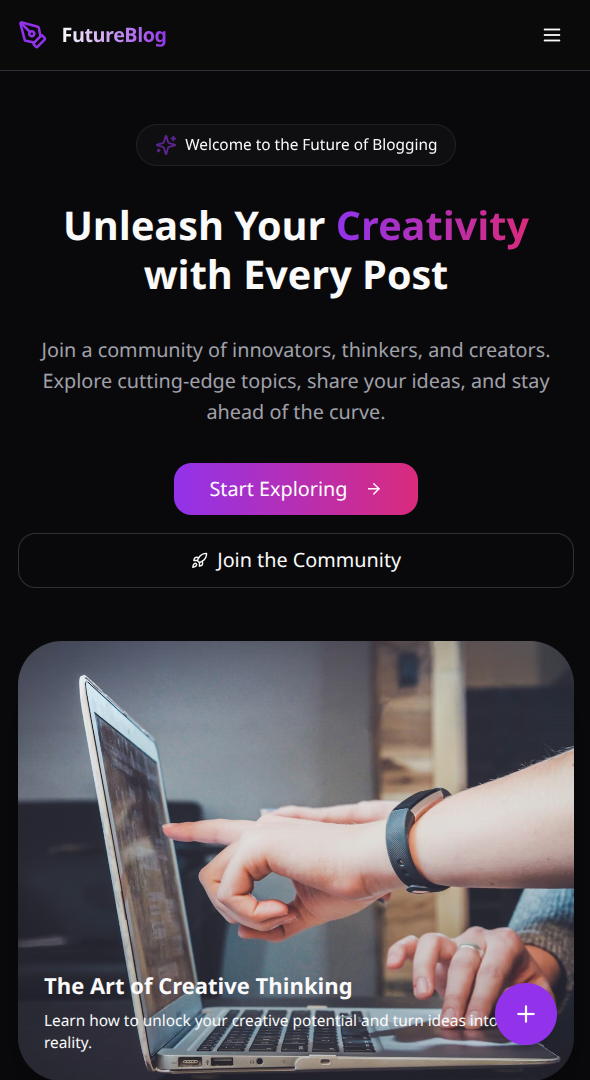 FutureBlog
Welcome to the Future of Blogging
Unleash Your Creativity
with Every Post
Join a community of innovators, thinkers, and creators.
Explore cutting-edge topics, share your ideas, and stay
ahead of the curve.
Start Exploring
Join the Community
The Art of Creative Thinking
Learn how to unlock your creative potential and turn ideas into
reality.